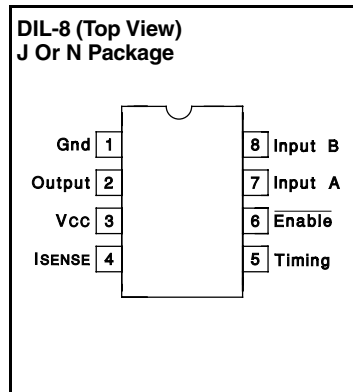 DIL-8 (Top View)
J Or N Package
Gnd 1
Output 2
VCC 3
ISENSE 4
8 Input B
7 Input A
6 Enable
5 Timing